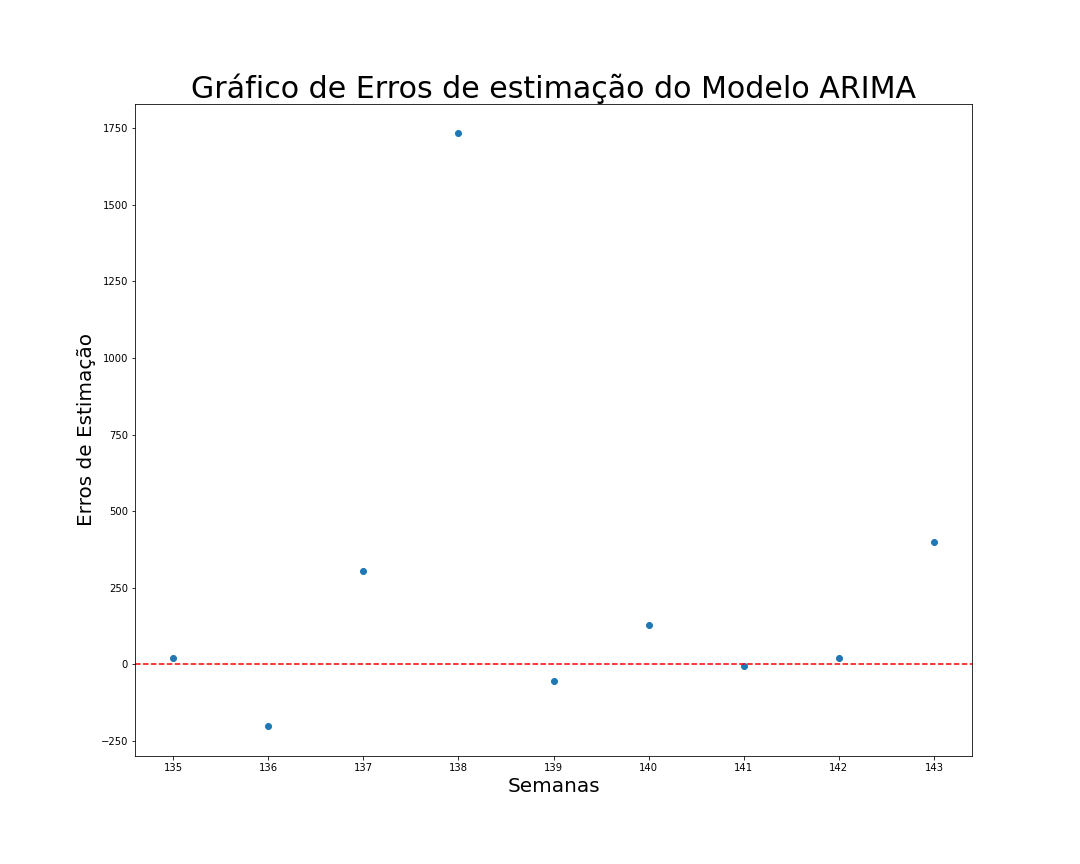 Gráfico de Erros de estimação do Modelo ARIMA
Erros de Estimação
1750
1500
1250
1000
750
500
250
0
−250
135 136 137 138 139 140 141 142 143
Semanas